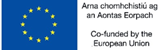 Arna chomhchistiú ag
an Aontas Eorpach
Co-funded by the
European Union